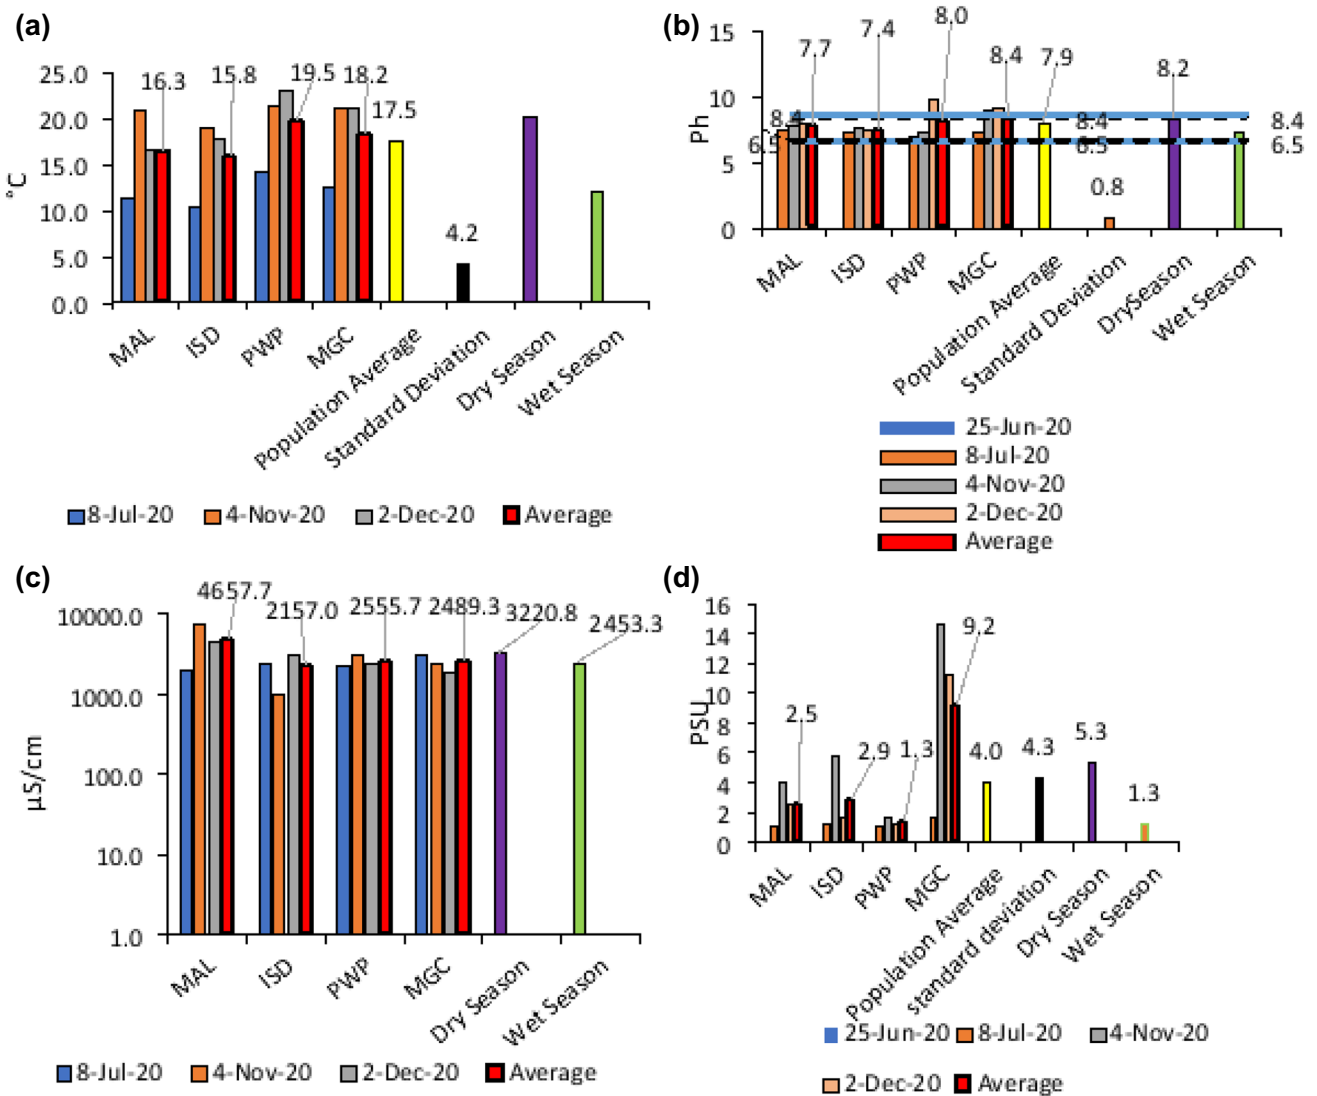 (a)
°C
25.0
20.0
15.0
10.0
5.0
0.0
16.3
15.8
19.5
18.2
17.5
4.2
MAL
ISD
PWP
MGC
Population Average
Standard Deviation
Dry Season
Wet Season
8-Jul-20 4-Nov-20 2-Dec-20 Average
(b)
Ph
15
10
5
0
7.7
7.4
8.0
8.4
7.9
8.2
0.8
8.4
6.5
8.4
6.5
8.4
6.5
MAL
ISD
PWP
MGC
Population Average
Standard Deviation
DrySeason
Wet Season
25-Jun-20
8-Jul-20
4-Nov-20
2-Dec-20
Average
(c)
µS/cm
10000.0
1000.0
100.0
10.0
1.0
4657.7
2157.0
2555.7
2489.3
3220.8
2453.3
MAL
ISD
PWP
MGC
Dry Season
Wet Season
8-Jul-20 4-Nov-20 2-Dec-20 Average
(d)
PSU
16
14
12
10
8
6
4
2
0
2.5
2.9
1.3
9.2
4.0
4.3
5.3
1.3
MAL
ISD
PWP
MGC
Population Average
standard deviation
Dry Season
Wet Season
25-Jun-20 8-Jul-20 4-Nov-20
2-Dec-20 Average